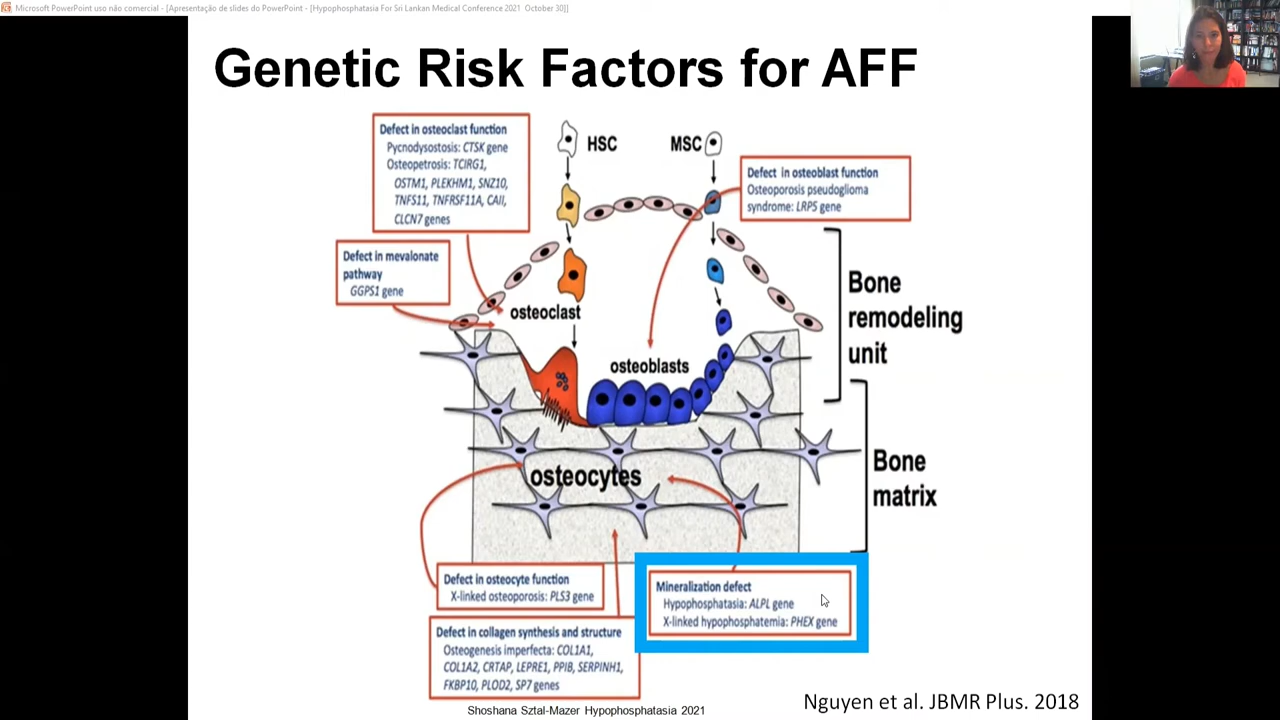 Microsoft PowerPoint uso não comercial - [Apresentação de slides do PowerPoint - [Hypophosphatasia For Sri Lankan Medical Conference 2021 October 30]]
Genetic Risk Factors for AFF
Defect in osteoclast function
Pycnodysostosis: CTSK gene
Osteopetrosis: TCIRG1,
OSTM1, PLEKHM1, SNZ10,
TNFS11, TNFRSF11A, CAII,
CLCN7 genes
HSC
MSC
Defect in osteoblast function
Osteoporosis pseudoglioma
syndrome: LRP5 gene
Defect in mevalonate
pathway
GGPS1 gene
osteoclast
osteoblasts
Bone
remodeling
unit
osteocytes
Bone
matrix
Defect in osteocyte function
X-linked osteoporosis: PLS3 gene
Mineralization defect
Hypophosphatasia: ALPL gene
X-linked hypophosphatemia: PHEX gene
Defect in collagen synthesis and structure
Osteogenesis imperfecta: COL1A1,
COL1A2, CRTAP, LEPRE1, PPIB, SERPINH1,
FKBP10, PLOD2, SP7 genes
Nguyen et al. JBMR Plus. 2018
Shoshana Sztal-Mazer Hypophosphatasia 2021